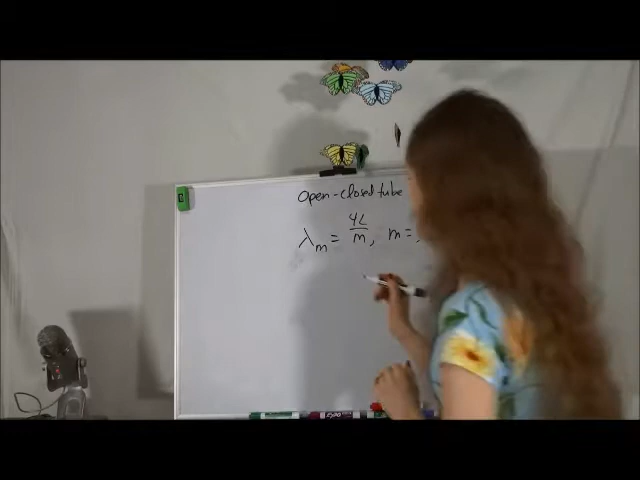 Open-closed tube
λₘ = 4L/m, m=,